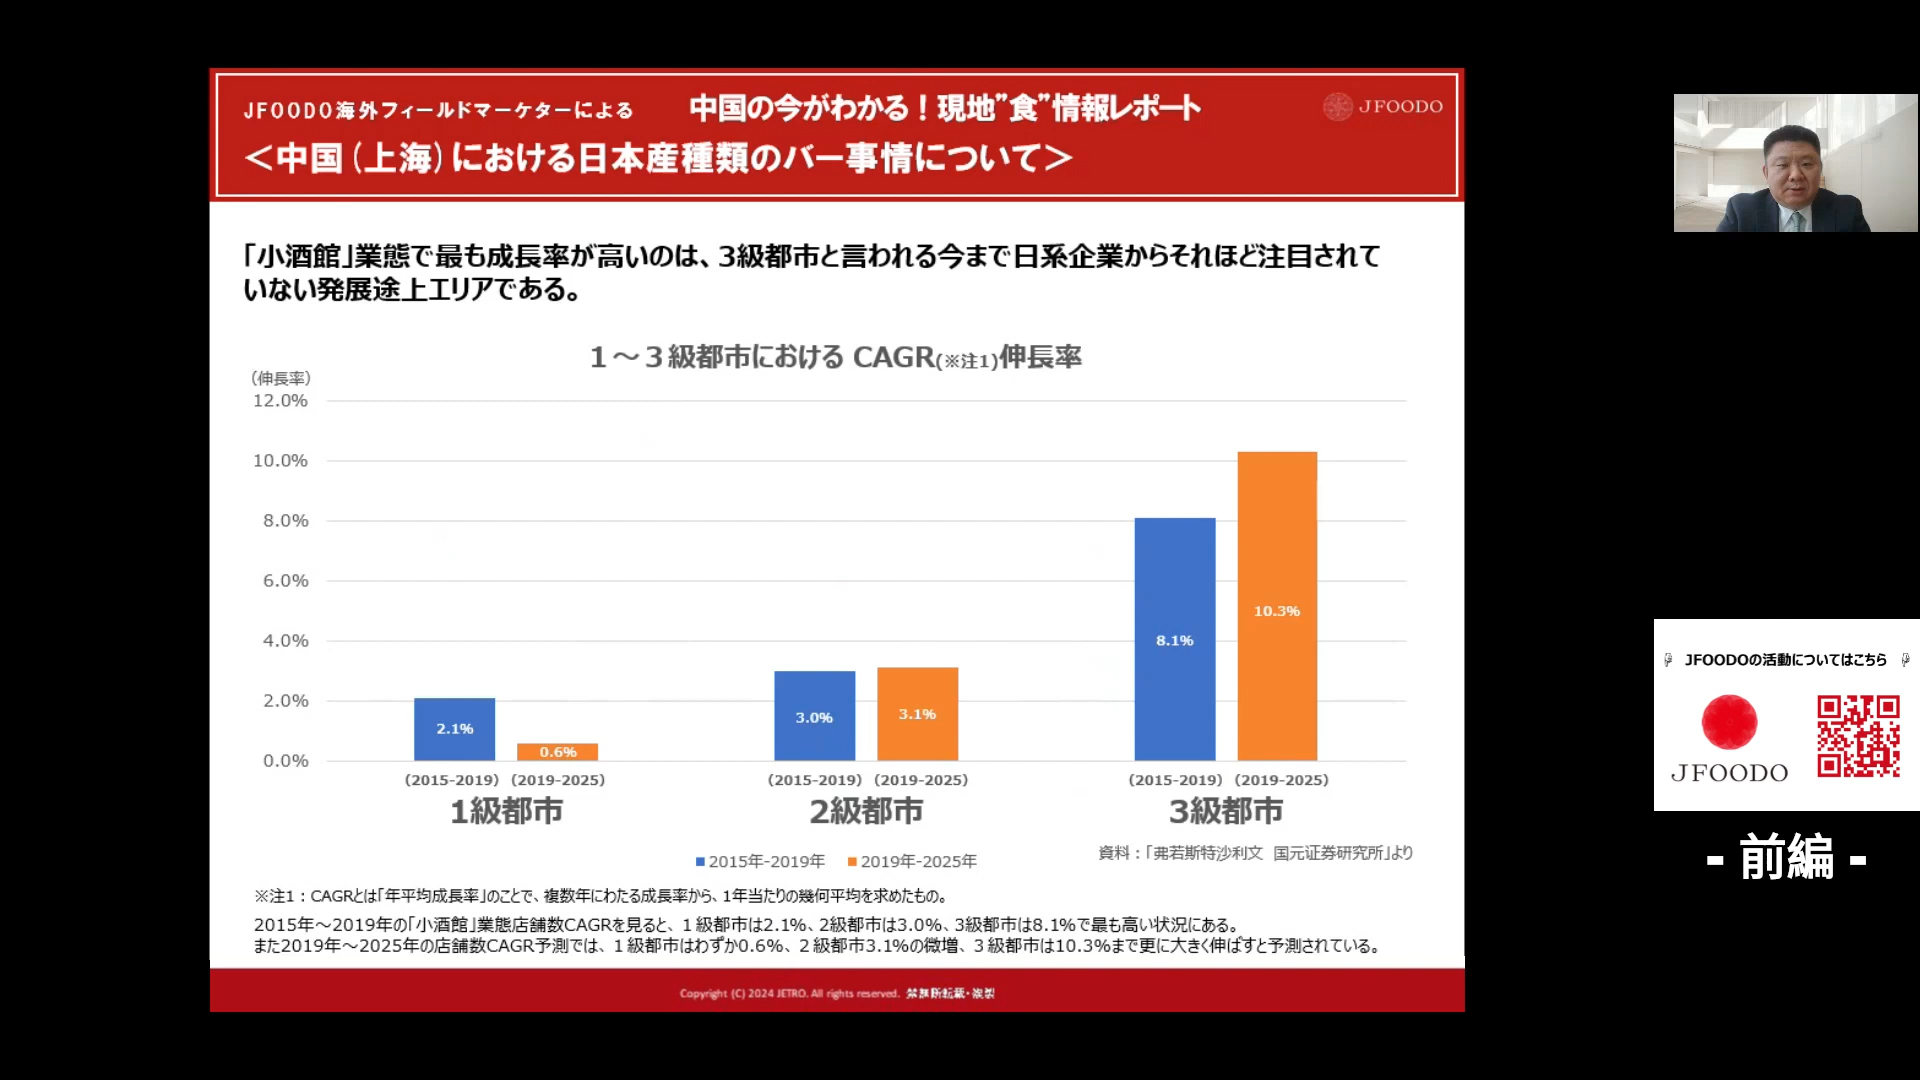 JFOODO海外フィールドマーケターによる 中国の今がわかる！現地”食”情報レポート
JFOODO
＜中国（上海）における日本産種類のバー事情について＞
「小酒館」業態で最も成長率が高いのは、3級都市と言われる今まで日系企業からそれほど注目されて
いない発展途上エリアである。
１～３級都市における CAGR(※注1)伸長率
（伸長率）
12.0%
10.0%
8.0%
6.0%
4.0%
2.0%
0.0%
2.1%
0.6%
3.0%
3.1%
8.1%
10.3%
（2015-2019）（2019-2025）
（2015-2019）（2019-2025）
（2015-2019）（2019-2025）
1級都市
2級都市
3級都市
2015年-2019年 2019年-2025年
資料：「弗若斯特沙利文 国元证券研究所」より
※注1：CAGRとは「年平均成長率」のことで、複数年にわたる成長率から、1年当たりの幾何平均を求めたもの。
2015年～2019年の「小酒館」業態店舗数CAGRを見ると、１級都市は2.1%、2級都市は3.0%、3級都市は8.1%で最も高い状況にある。
また2019年～2025年の店舗数CAGR予測では、１級都市はわずか0.6%、２級都市3.1%の微増、３級都市は10.3%まで更に大きく伸ばすと予測されている。
Copyright (C) 2024 JETRO. All rights reserved. 禁無断転載・複製
JFOODOの活動についてはこちら
JFOODO
- 前編 -